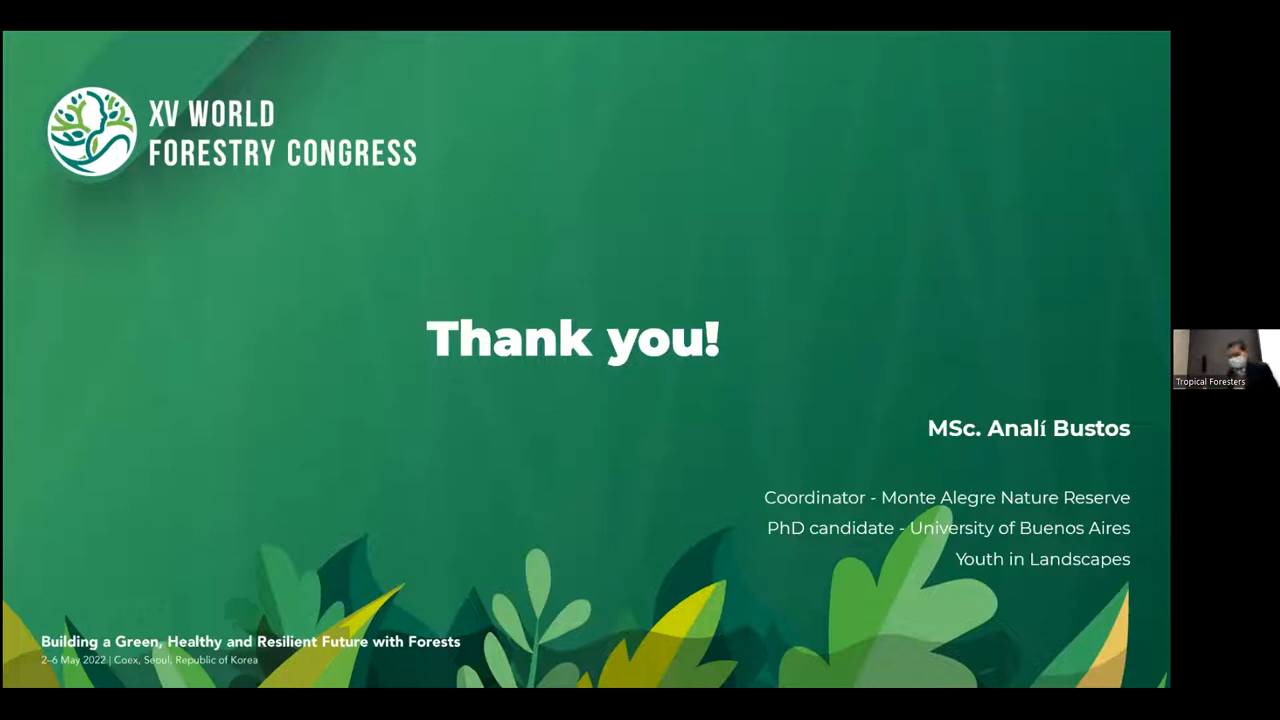 XV WORLD
FORESTRY CONGRESS
Thank you!
MSc. Analí Bustos
Coordinator - Monte Alegre Nature Reserve
PhD candidate - University of Buenos Aires
Youth in Landscapes
Tropical Foresters
Building a Green, Healthy and Resilient Future with Forests
2–6 May 2022 | Coex, Seoul, Republic of Korea